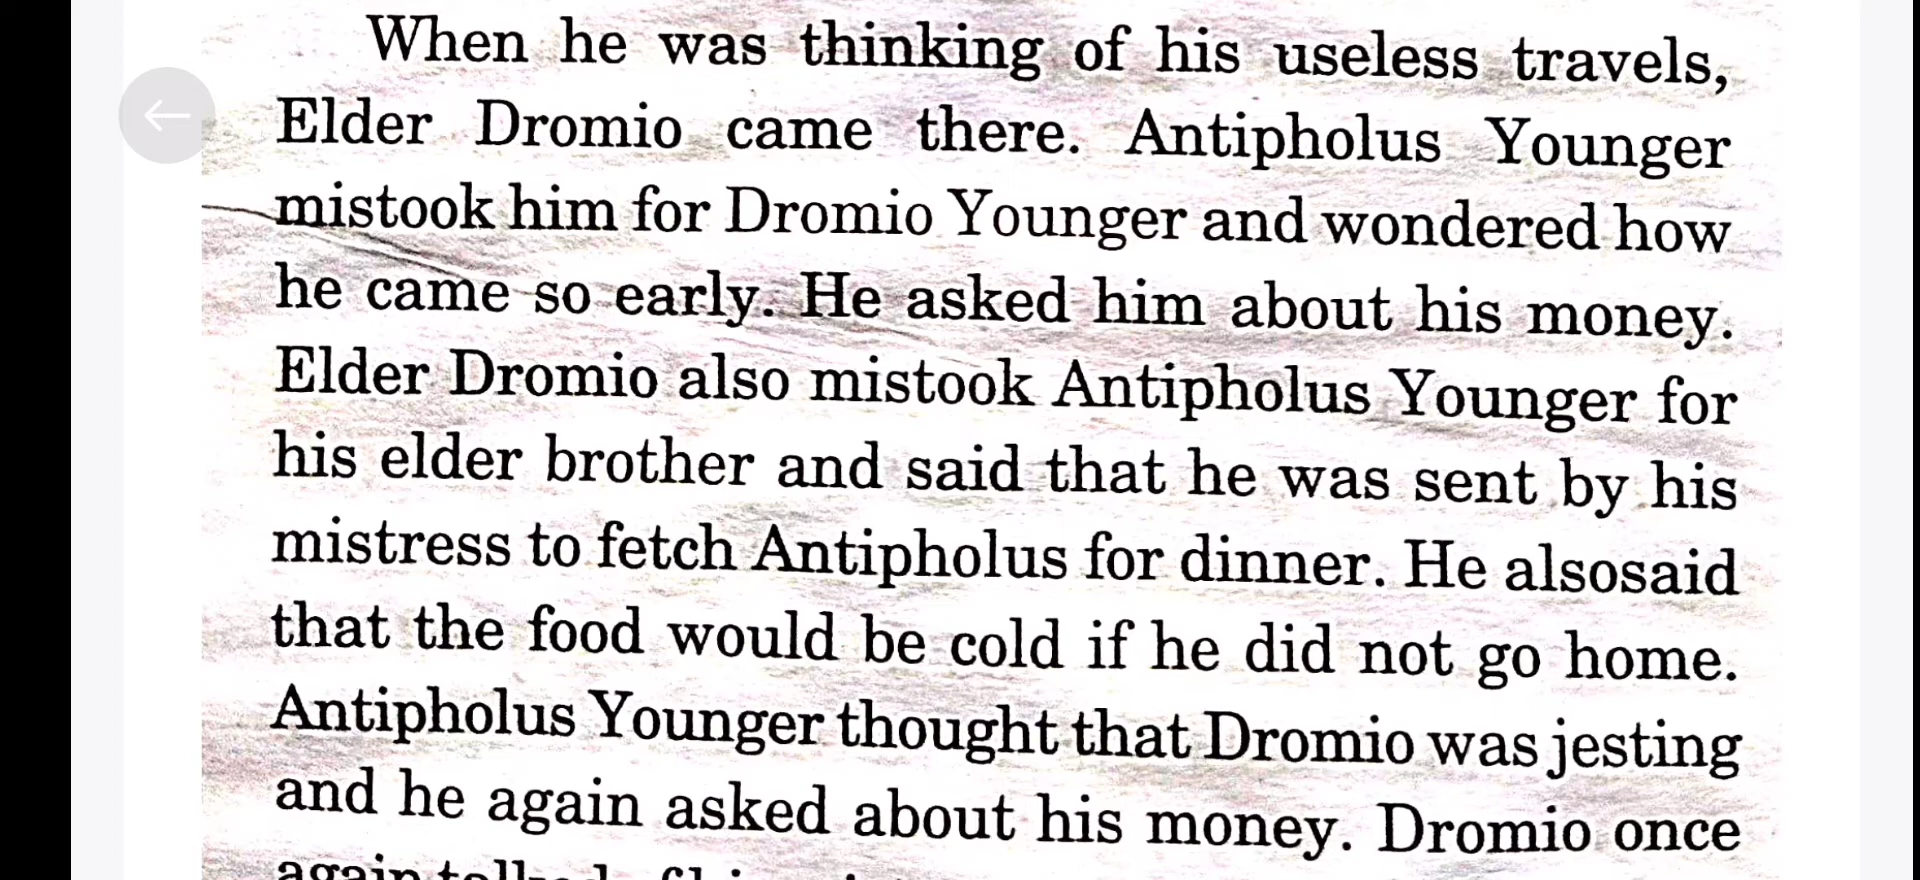 When he was thinking of his useless travels,
Elder Dromio came there. Antipholus Younger
mistook him for Dromio Younger and wondered how
he came so early. He asked him about his money.
Elder Dromio also mistook Antipholus Younger for
his elder brother and said that he was sent by his
mistress to fetch Antipholus for dinner. He alsosaid
that the food would be cold if he did not go home.
Antipholus Younger thought that Dromio was jesting
and he again asked about his money. Dromio once
again talked of his